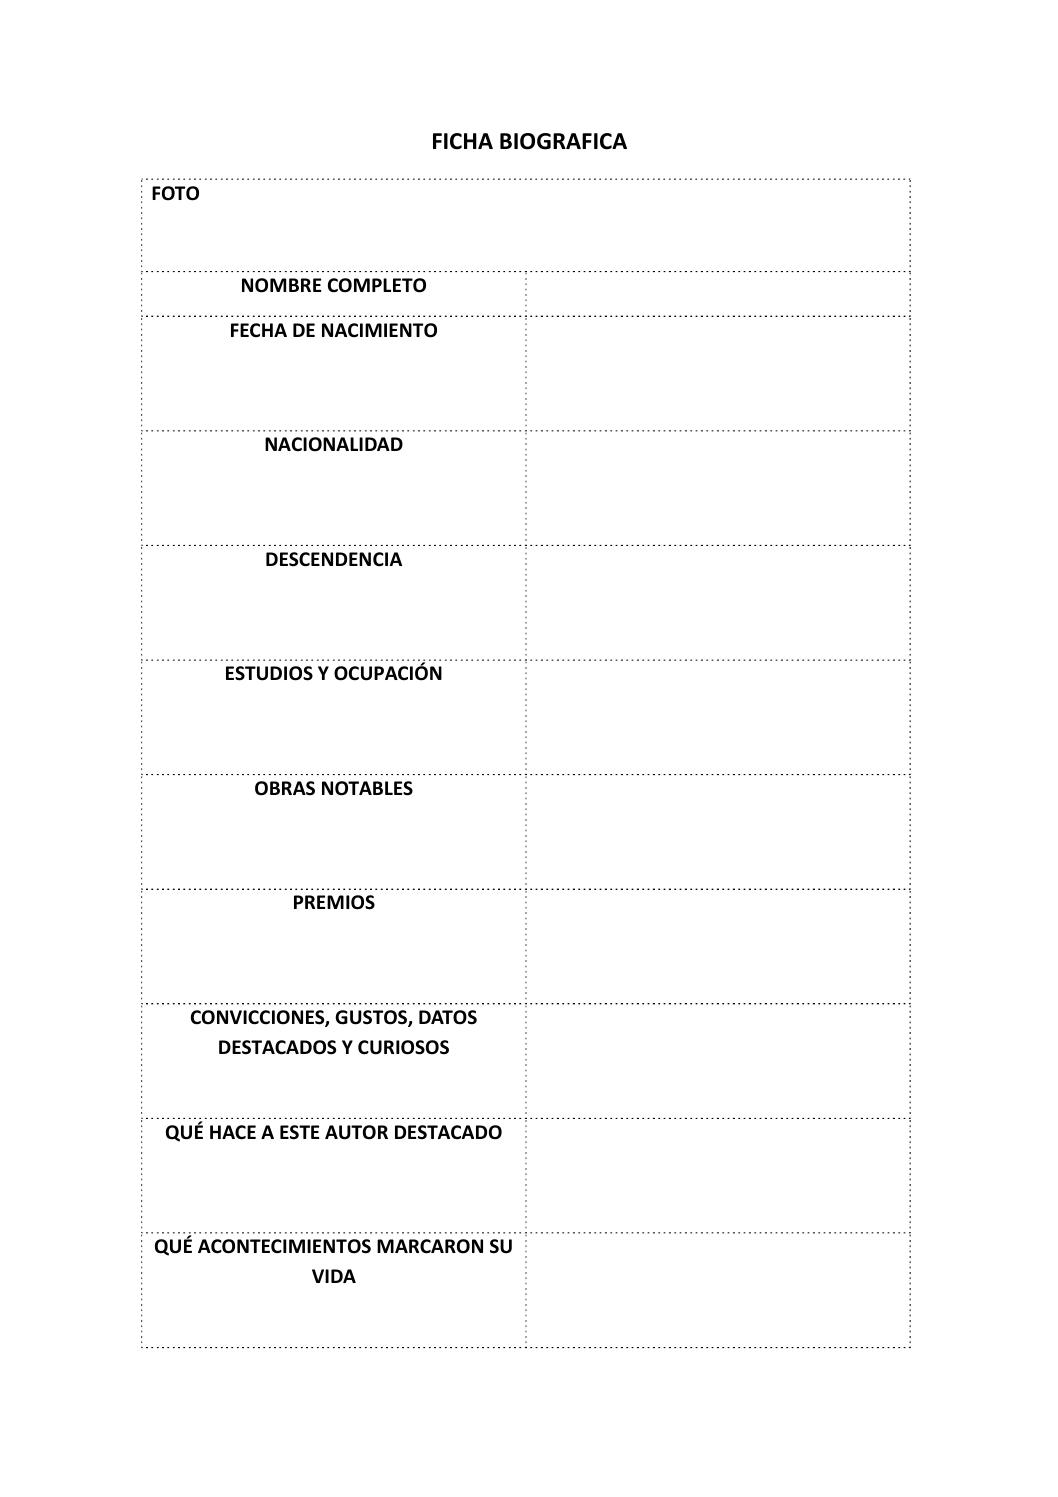 FICHA BIOGRAFICA
FOTO
NOMBRE COMPLETO
FECHA DE NACIMIENTO
NACIONALIDAD
DESCENDENCIA
ESTUDIOS Y OCUPACIÓN
OBRAS NOTABLES
PREMIOS
CONVICCIONES, GUSTOS, DATOS
DESTACADOS Y CURIOSOS
QUÉ HACE A ESTE AUTOR DESTACADO
QUÉ ACONTECIMIENTOS MARCARON SU
VIDA